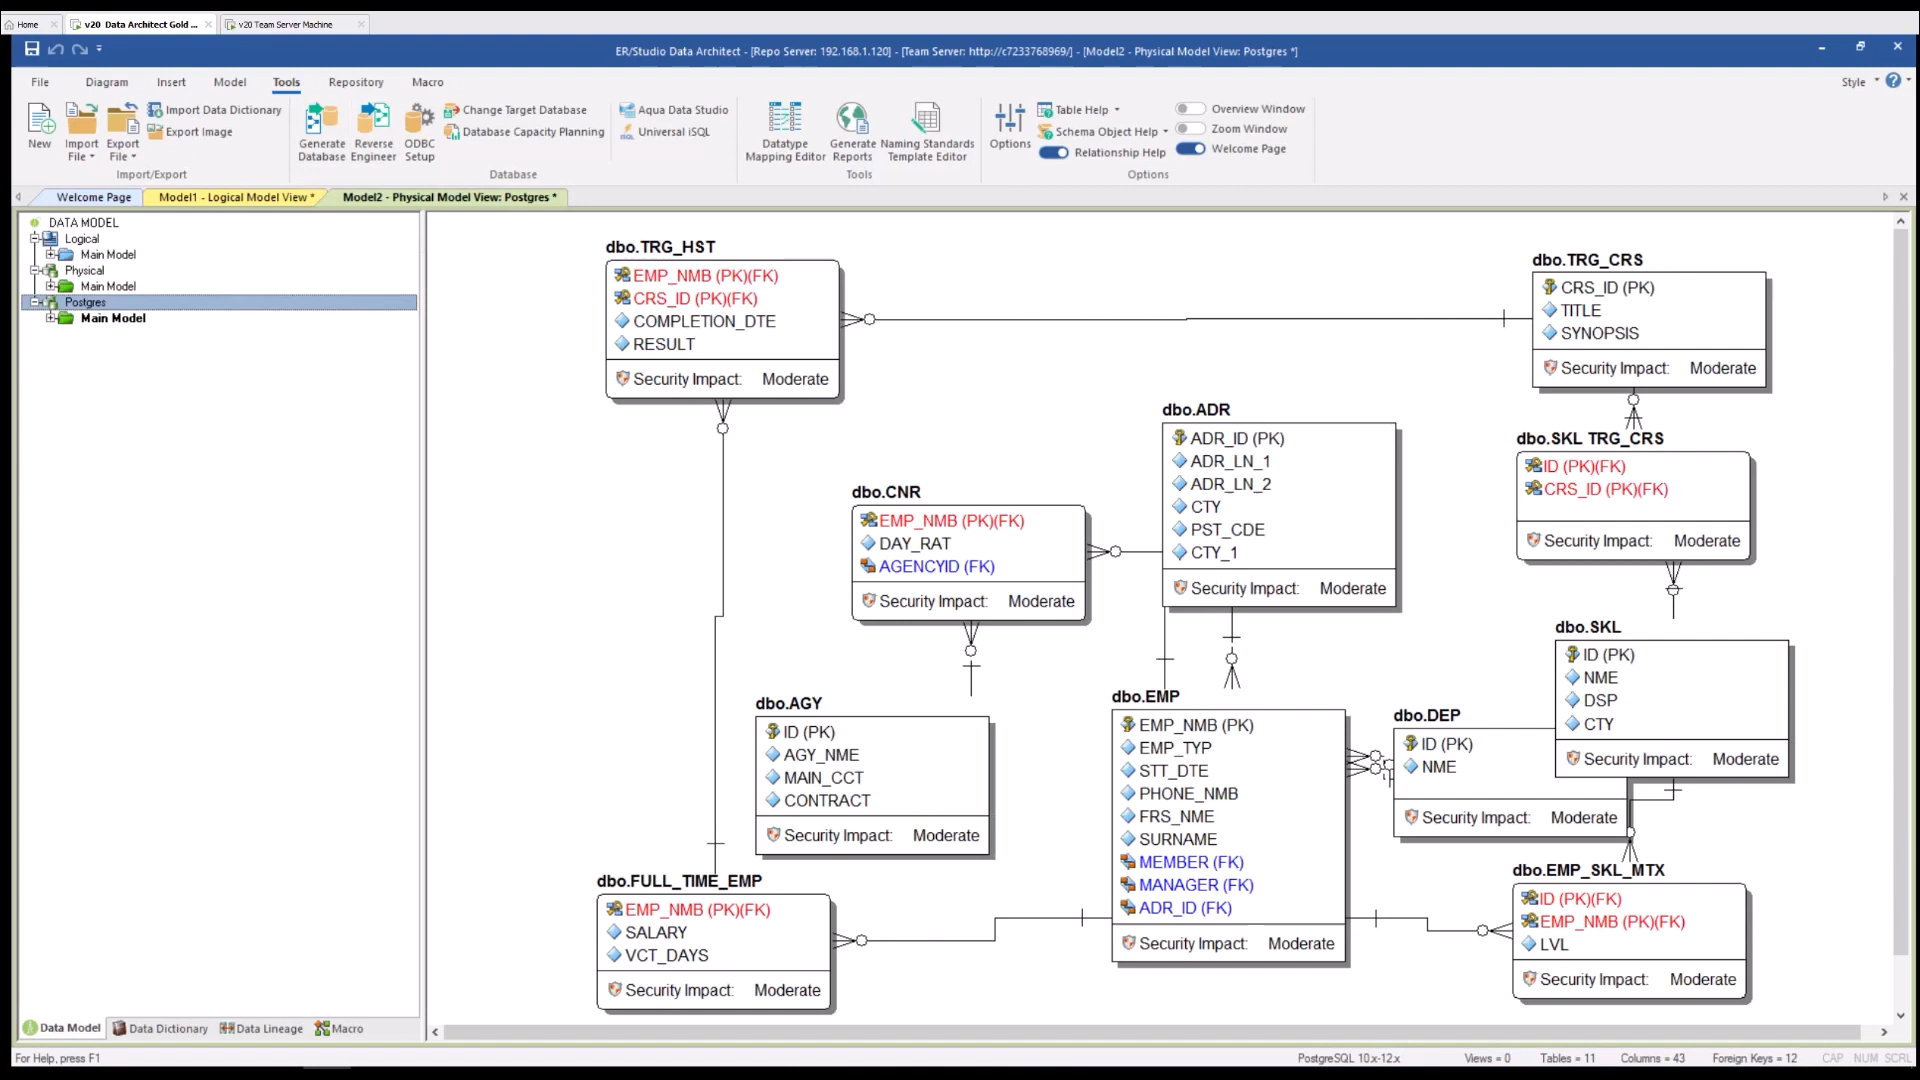 Home
v20 Data Architect Gold ...
v20 Team Server Machine
ER/Studio Data Architect - [Repo Server: 192.168.1.120] - [Team Server: http://c7233768969/] - [Model2 - Physical Model View: Postgres *]
File Diagram Insert Model Tools Repository Macro Style
New
Import File
Export File
Import Data Dictionary
Export Image
Import/Export
Generate Database
Reverse Engineer
ODBC Setup
Change Target Database
Database Capacity Planning
Database
Aqua Data Studio
Universal iSQL
Datatype Mapping Editor
Generate Reports
Naming Standards Template Editor
Tools
Options
Table Help
Schema Object Help
Relationship Help
Overview Window
Zoom Window
Welcome Page
Options
Welcome Page
Model1 - Logical Model View *
Model2 - Physical Model View: Postgres *
DATA MODEL
Logical
Main Model
Physical
Main Model
Postgres
Main Model
dbo.TRG_HST
EMP_NMB (PK)(FK)
CRS_ID (PK)(FK)
COMPLETION_DTE
RESULT
Security Impact: Moderate
dbo.TRG_CRS
CRS_ID (PK)
TITLE
SYNOPSIS
Security Impact: Moderate
dbo.ADR
ADR_ID (PK)
ADR_LN_1
ADR_LN_2
CTY
PST_CDE
CTY_1
Security Impact: Moderate
dbo.SKL TRG_CRS
ID (PK)(FK)
CRS_ID (PK)(FK)
Security Impact: Moderate
dbo.CNR
EMP_NMB (PK)(FK)
DAY_RAT
AGENCYID (FK)
Security Impact: Moderate
dbo.SKL
ID (PK)
NME
DSP
CTY
Security Impact: Moderate
dbo.AGY
ID (PK)
AGY_NME
MAIN_CCT
CONTRACT
Security Impact: Moderate
dbo.EMP
EMP_NMB (PK)
EMP_TYP
STT_DTE
PHONE_NMB
FRS_NME
SURNAME
MEMBER (FK)
MANAGER (FK)
ADR_ID (FK)
Security Impact: Moderate
dbo.DEP
ID (PK)
NME
Security Impact: Moderate
dbo.FULL_TIME_EMP
EMP_NMB (PK)(FK)
SALARY
VCT_DAYS
Security Impact: Moderate
dbo.EMP_SKL_MTX
ID (PK)(FK)
EMP_NMB (PK)(FK)
LVL
Security Impact: Moderate
Data Model Data Dictionary Data Lineage Macro
For Help, press F1
PostgreSQL 10.x-12.x Views = 0 Tables = 11 Columns = 43 Foreign Keys = 12 CAP NUM SCRL